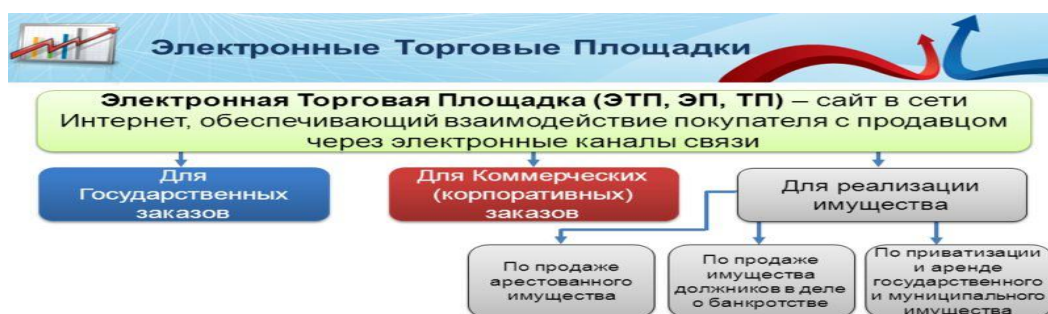 Электронные Торговые Площадки
Электронная Торговая Площадка (ЭТП, ЭП, ТП) – сайт в сети
Интернет, обеспечивающий взаимодействие покупателя с продавцом
через электронные каналы связи
Для
Государственных
заказов
Для Коммерческих
(корпоративных)
заказов
Для реализации
имущества
По продаже
арестованного
имущества
По продаже
имущества
должников в деле
о банкротстве
По приватизации
и аренде
государственного
и муниципального
имущества